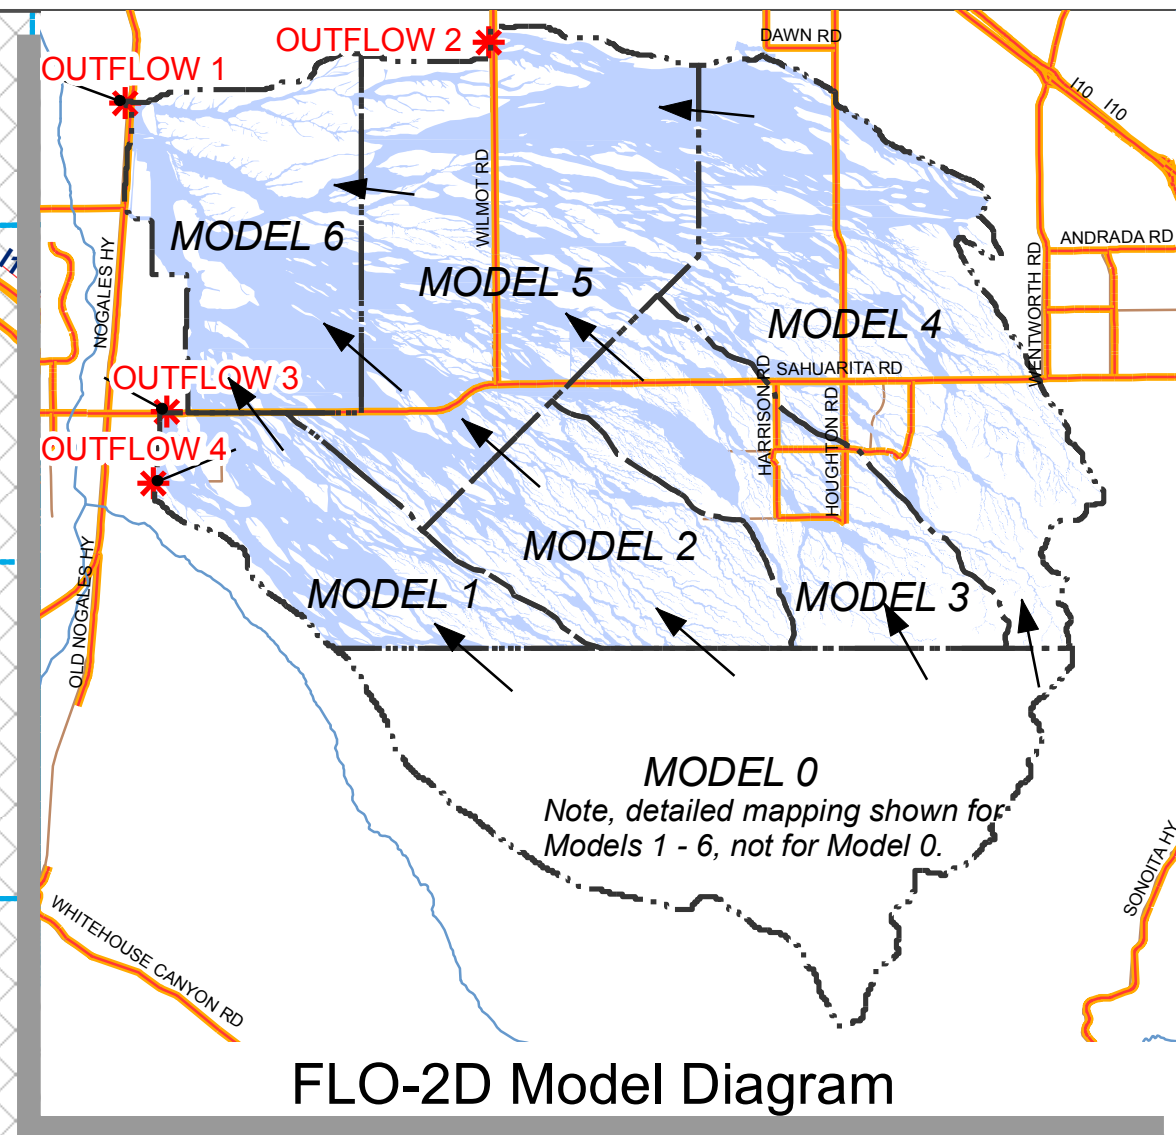 OUTFLOW 2
DAWN RD
OUTFLOW 1
I10
I10
WILMOT RD
MODEL 6
ANDRADA RD
NOGALES HY
MODEL 5
WENTWORTH RD
MODEL 4
SAHUARITA RD
OUTFLOW 3
HARRISON RD
HOUGHTON RD
OUTFLOW 4
MODEL 2
OLD NOGALES HY
MODEL 1
MODEL 3
MODEL 0
Note, detailed mapping shown for
Models 1 - 6, not for Model 0.
SONOITA HY
WHITEHOUSE CANYON RD
FLO-2D Model Diagram